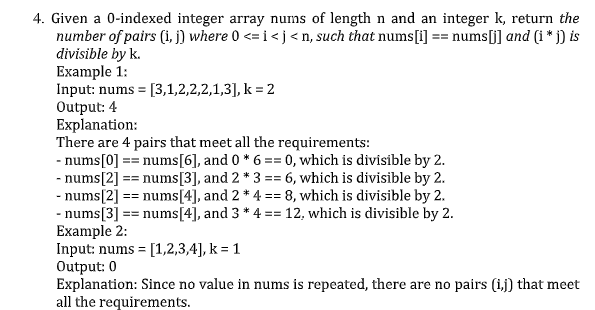 4. Given a 0-indexed integer array nums of length n and an integer k, return the
number of pairs (i, j) where 0 <= i < j < n, such that nums[i] == nums[j] and (i * j) is
divisible by k.
Example 1:
Input: nums = [3,1,2,2,2,1,3], k = 2
Output: 4
Explanation:
There are 4 pairs that meet all the requirements:
- nums[0] == nums[6], and 0 * 6 == 0, which is divisible by 2.
- nums[2] == nums[3], and 2 * 3 == 6, which is divisible by 2.
- nums[2] == nums[4], and 2 * 4 == 8, which is divisible by 2.
- nums[3] == nums[4], and 3 * 4 == 12, which is divisible by 2.
Example 2:
Input: nums = [1,2,3,4], k = 1
Output: 0
Explanation: Since no value in nums is repeated, there are no pairs (i,j) that meet
all the requirements.